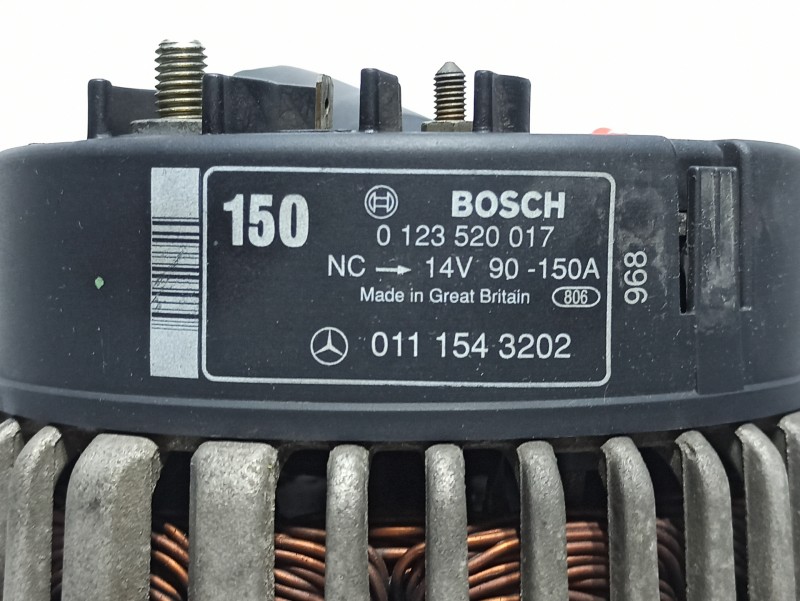 150
BOSCH
0 123 520 017
NC → 14V 90 - 150A
Made in Great Britain 806
968
011 154 3202